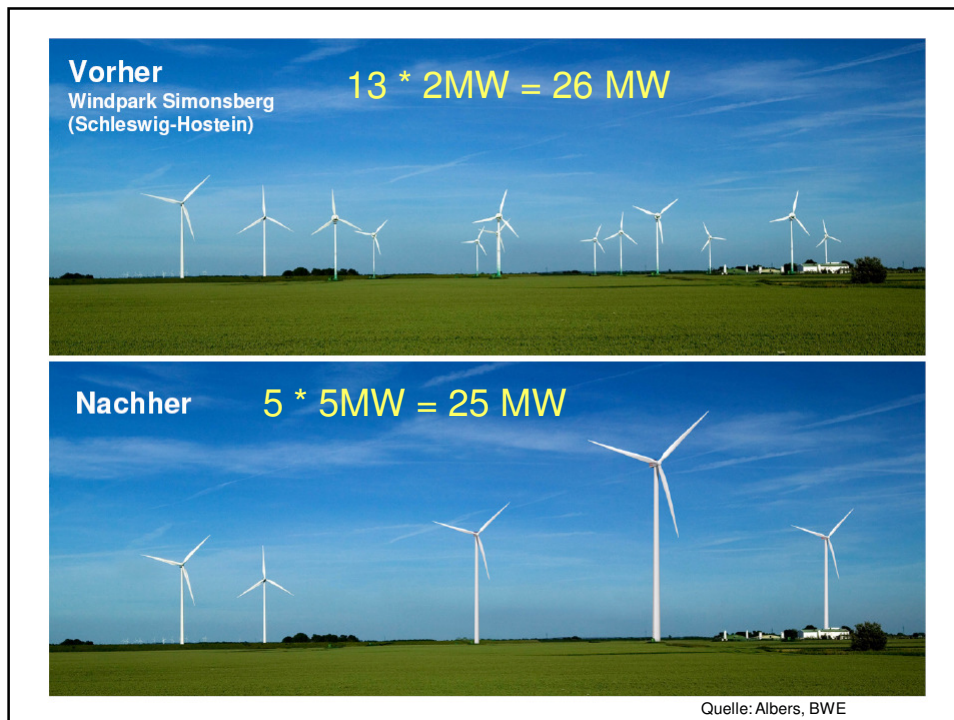 Vorher
13 * 2MW = 26 MW
Windpark Simonsberg
(Schleswig-Hostein)
Nachher
5 * 5MW = 25 MW
Quelle: Albers, BWE